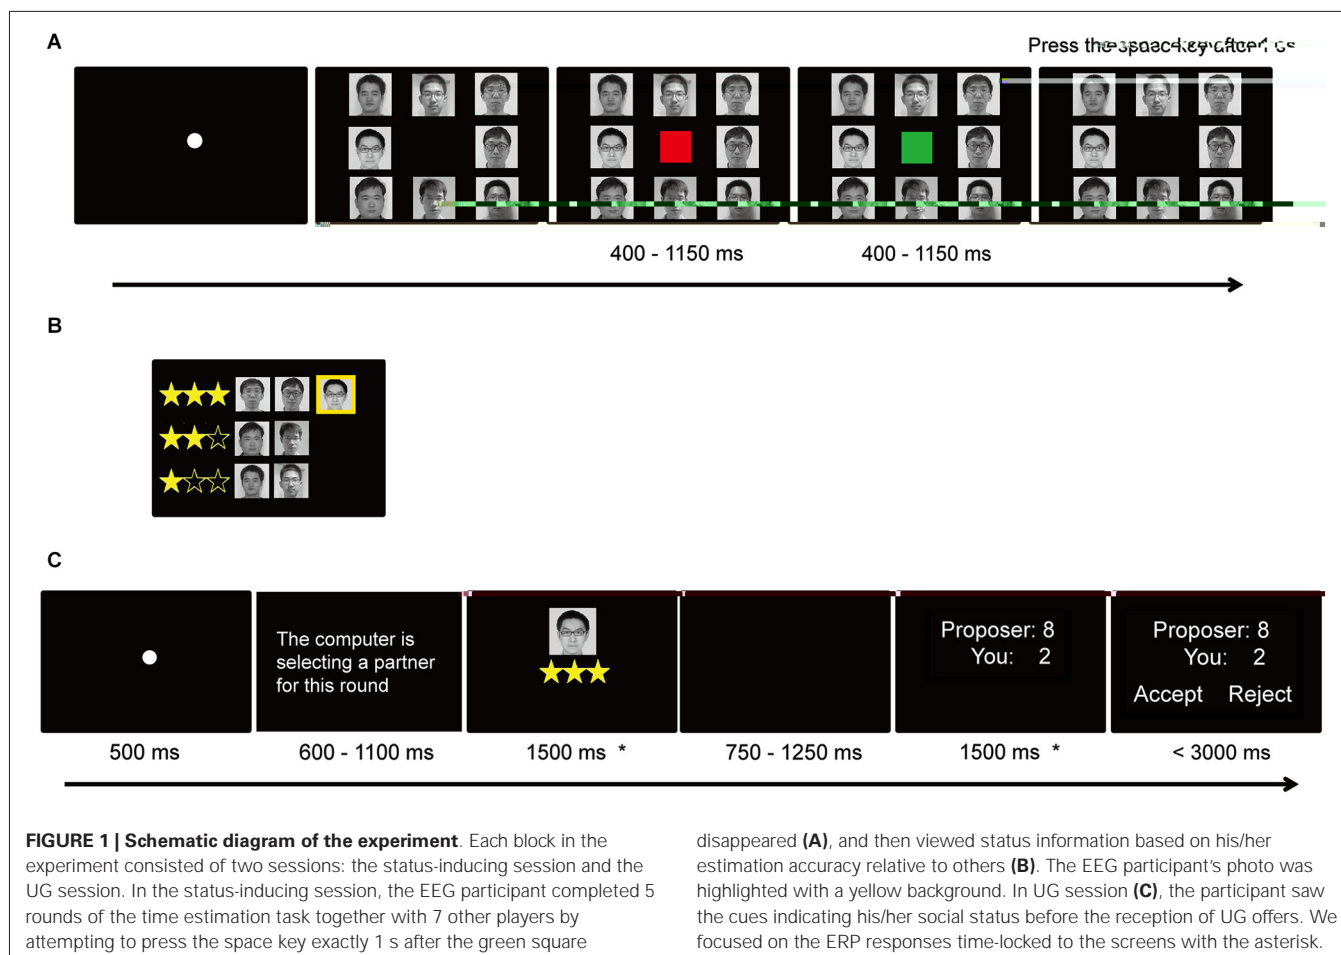 A
Press the space key after 1 s
400 - 1150 ms
400 - 1150 ms
B
C
The computer is
selecting a partner
for this round
Proposer: 8
You: 2
Proposer: 8
You: 2
Accept Reject
500 ms
600 - 1100 ms
1500 ms *
750 - 1250 ms
1500 ms *
< 3000 ms
FIGURE 1 | Schematic diagram of the experiment. Each block in the
experiment consisted of two sessions: the status-inducing session and the
UG session. In the status-inducing session, the EEG participant completed 5
rounds of the time estimation task together with 7 other players by
attempting to press the space key exactly 1 s after the green square
disappeared (A), and then viewed status information based on his/her
estimation accuracy relative to others (B). The EEG participant's photo was
highlighted with a yellow background. In UG session (C), the participant saw
the cues indicating his/her social status before the reception of UG offers. We
focused on the ERP responses time-locked to the screens with the asterisk.